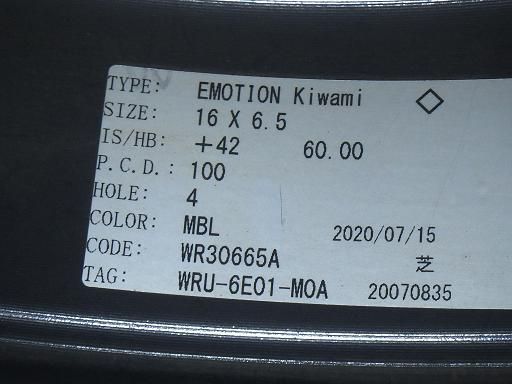 TYPE: EMOTION Kiwami ◇
SIZE: 16 X 6.5
IS/HB: +42 60.00
P.C.D.: 100
HOLE: 4
COLOR: MBL 2020/07/15
CODE: WR30665A 芝
TAG: WRU-6E01-MOA 20070835